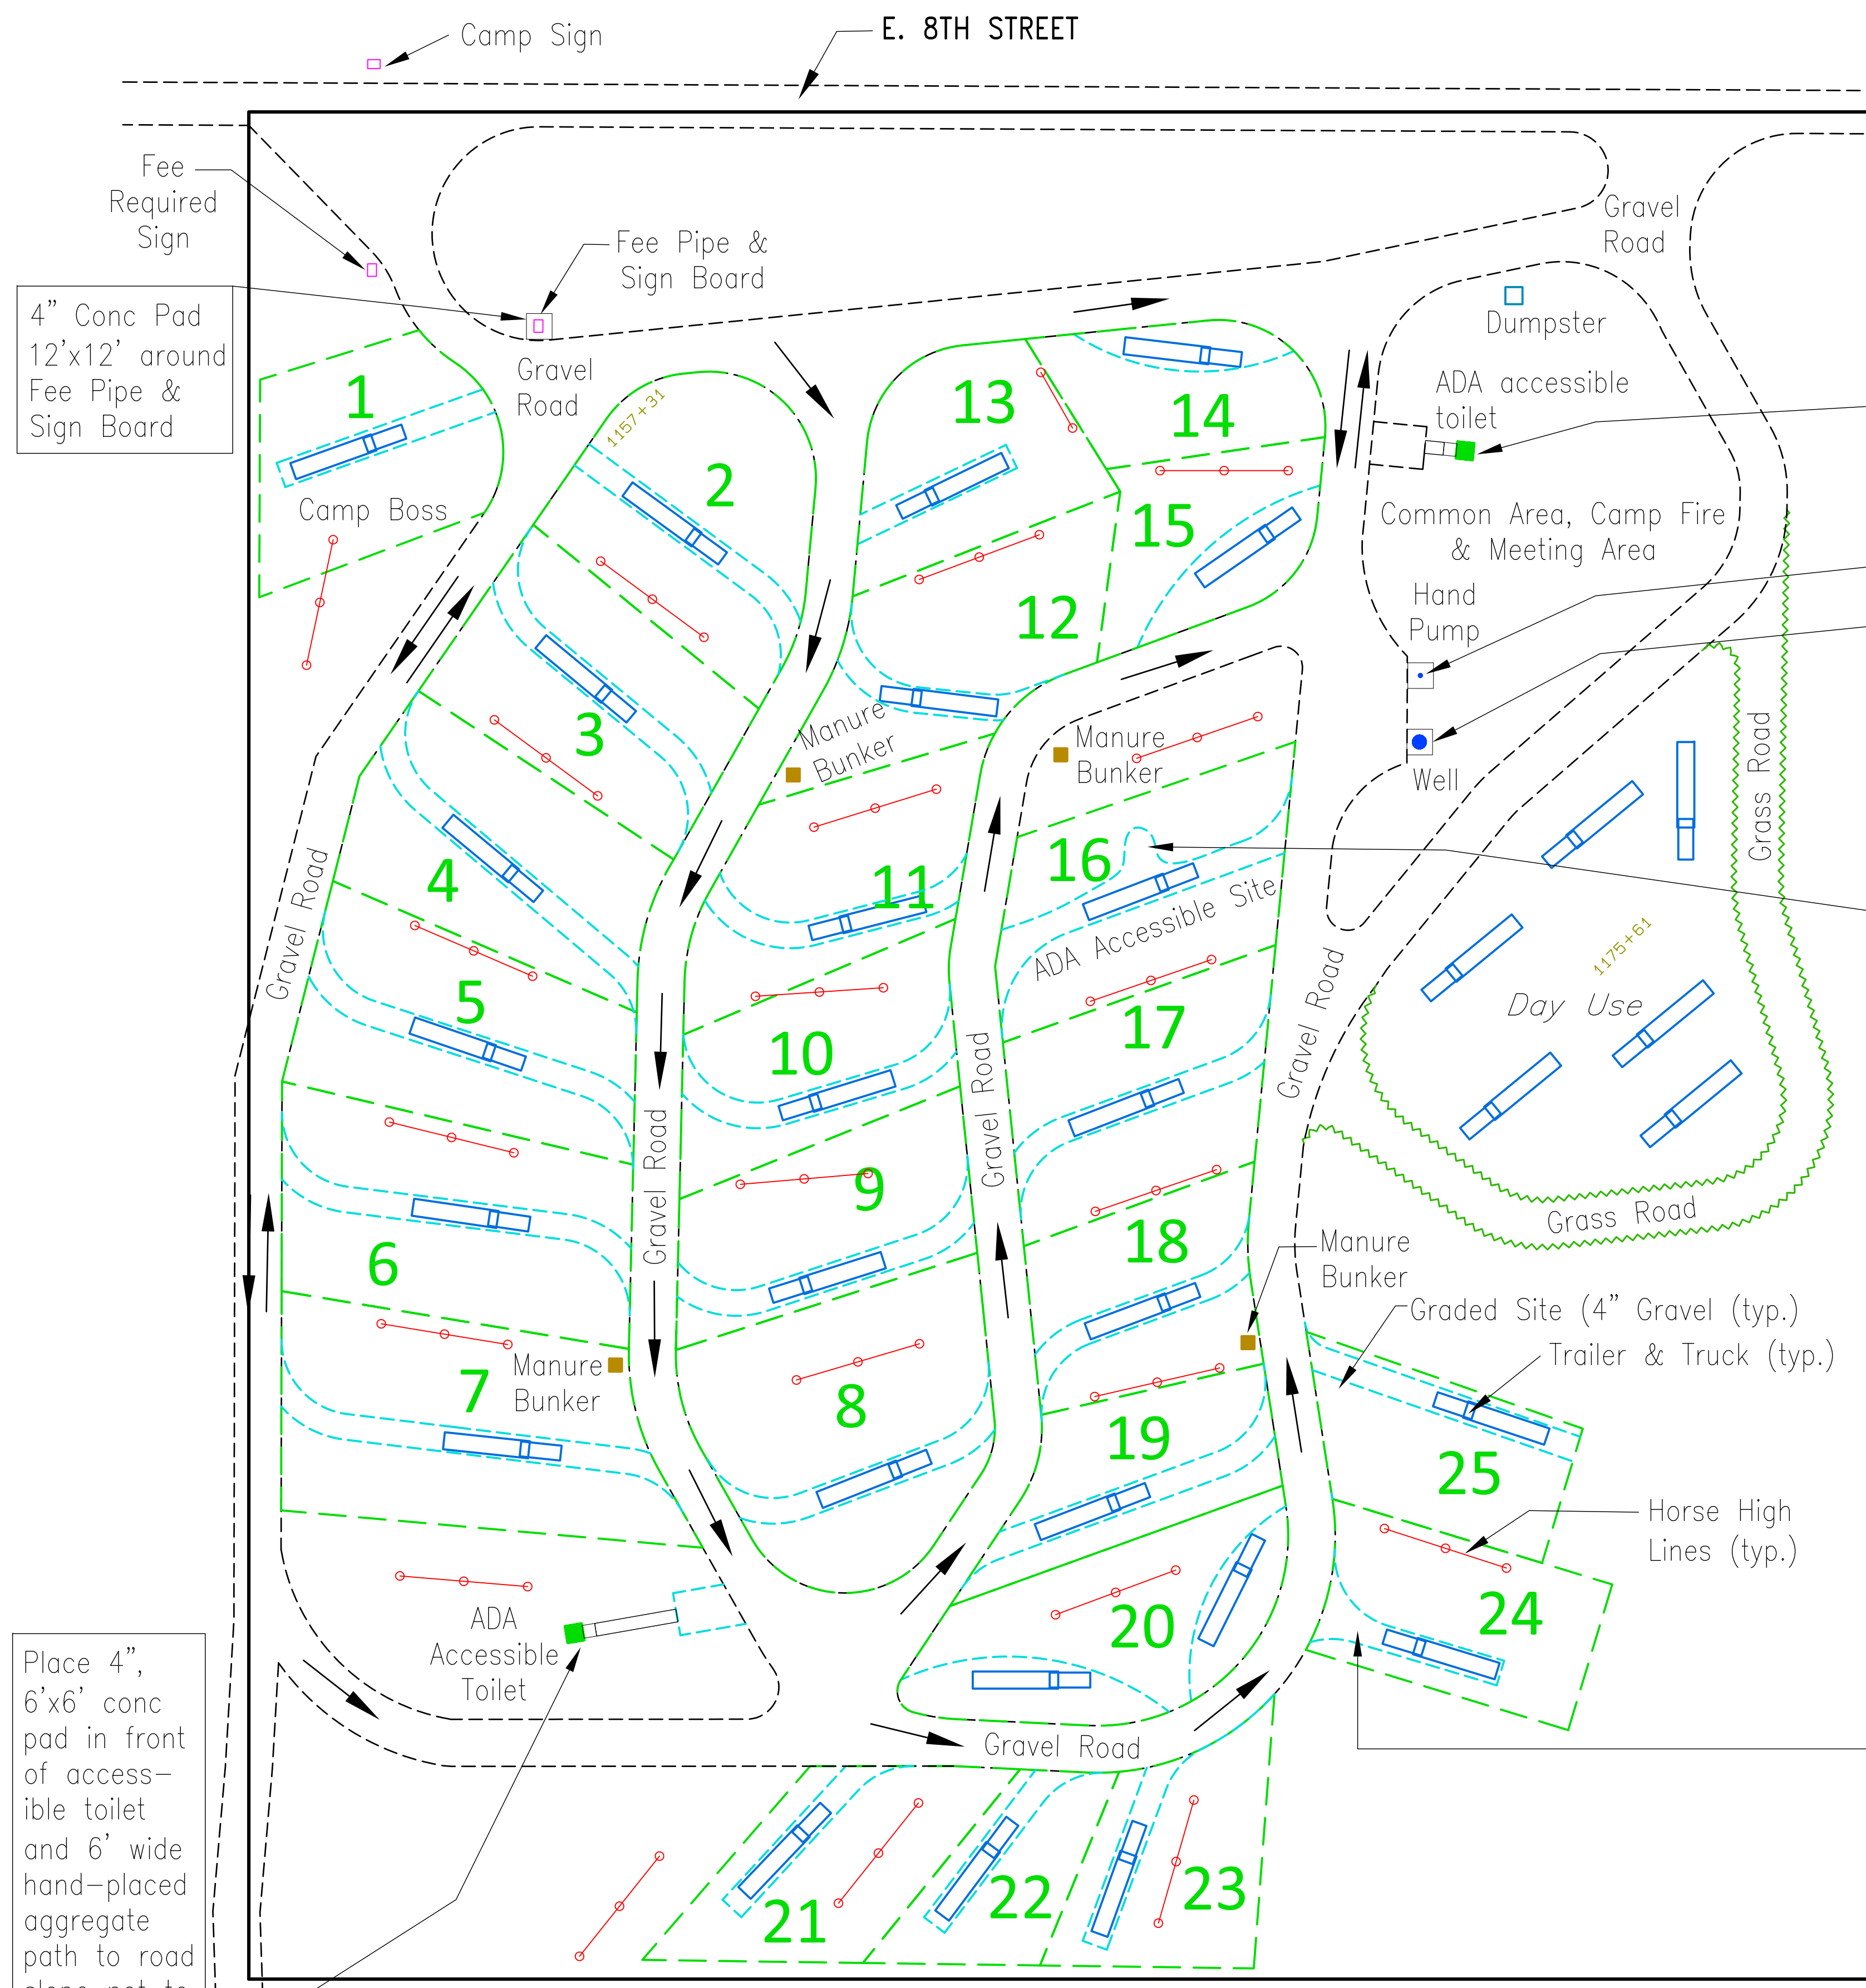 Camp Sign
E. 8TH STREET
Fee
Required
Sign
Fee Pipe &
Sign Board
Gravel
Road
4" Conc Pad
12'x12' around
Fee Pipe &
Sign Board
Gravel
Road
Dumpster
ADA accessible
toilet
1
1157+31
2
13
14
15
12
Camp Boss
Common Area, Camp Fire
& Meeting Area
Hand
Pump
Well
3
Manure
Bunker
Manure
Bunker
Grass Road
4
11
16
ADA Accessible Site
Gravel Road
1175+61
Day Use
5
10
17
Gravel Road
Gravel Road
Gravel Road
9
18
Grass Road
6
Manure
Bunker
Graded Site (4" Gravel (typ.)
Trailer & Truck (typ.)
7
Manure
Bunker
8
19
25
Horse High
Lines (typ.)
24
20
ADA
Accessible
Toilet
Gravel Road
Place 4",
6'x6' conc
pad in front
of access-
ible toilet
and 6' wide
hand-placed
aggregate
path to road
slope not to
21
22
23